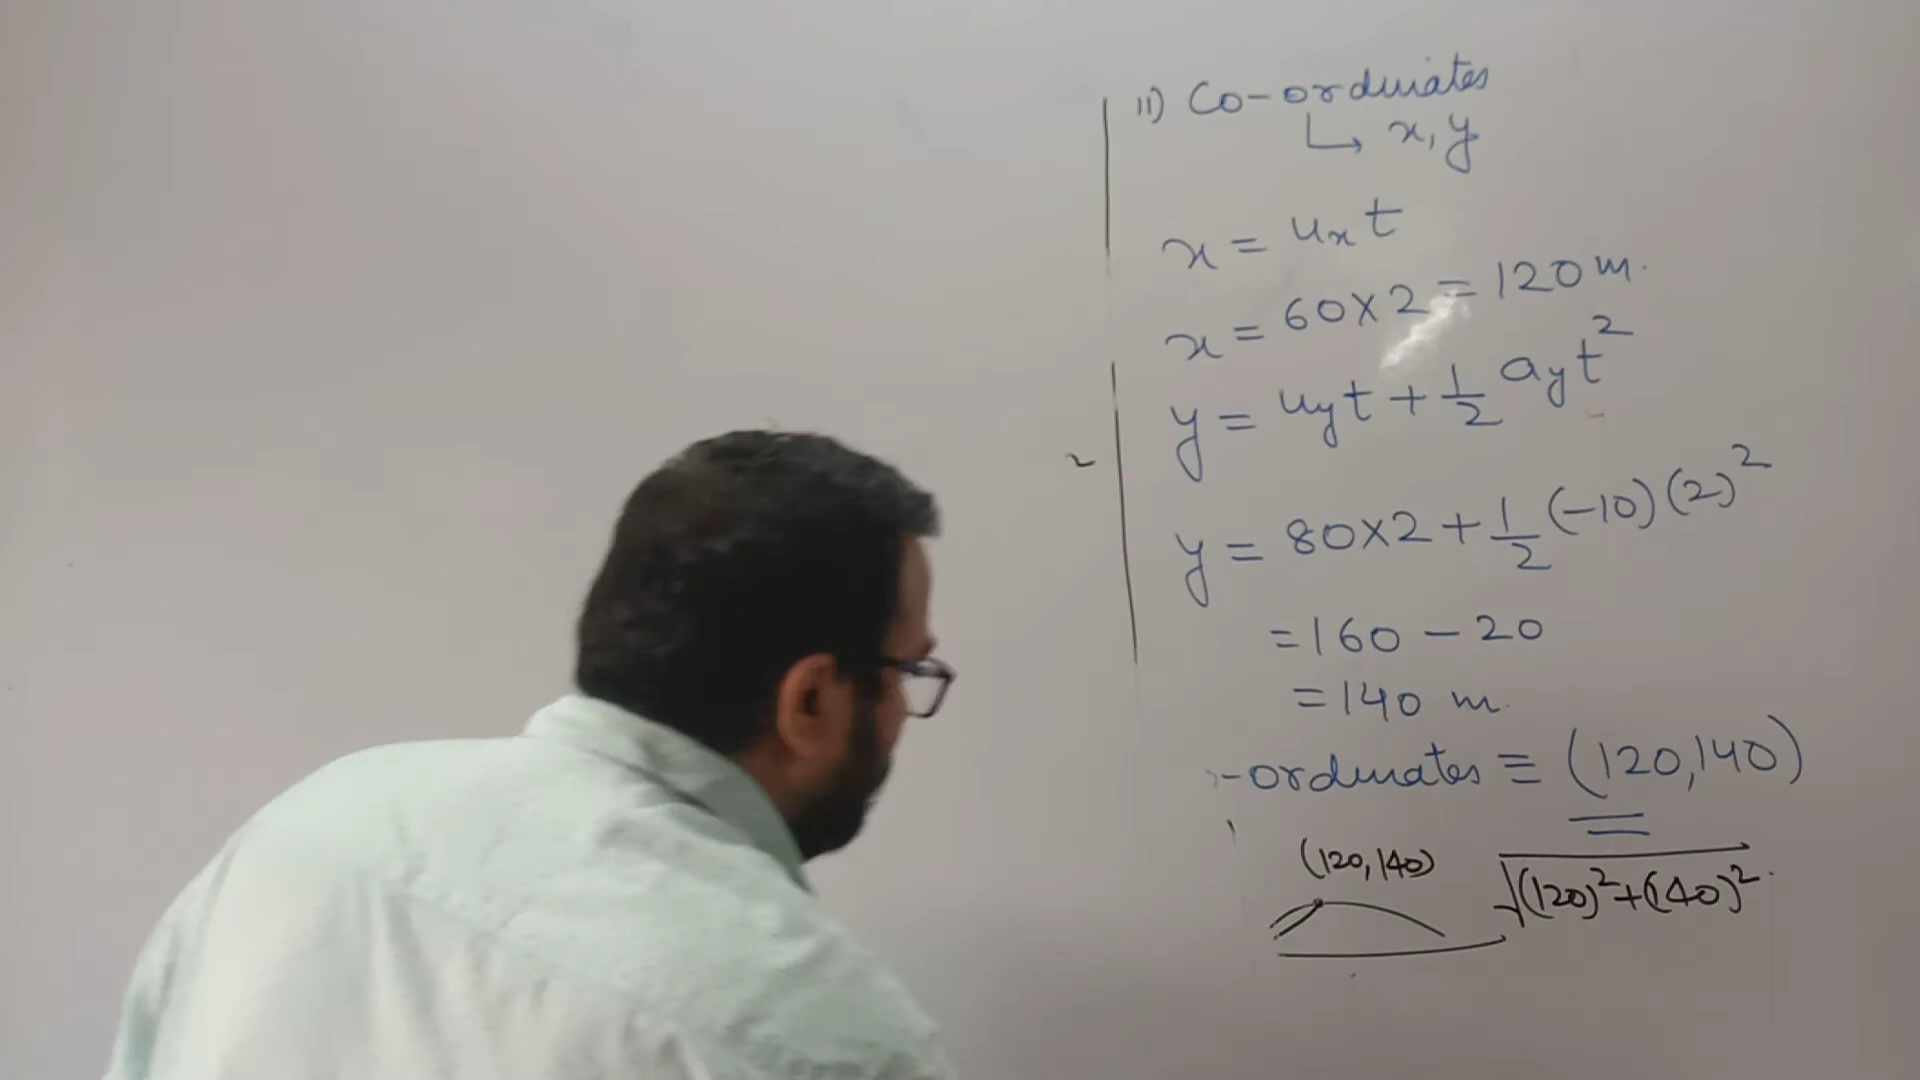 11) Co-ordinates
↳ x, y
x = uₓt
x = 60×2 = 120 m.
y = u_y t + 1/2 a_y t²
y = 80×2 + 1/2 (-10) (2)²
= 160 - 20
= 140 m.
-ordinates ≡ (120,140)
(120,140)
√(120)²+(140)².